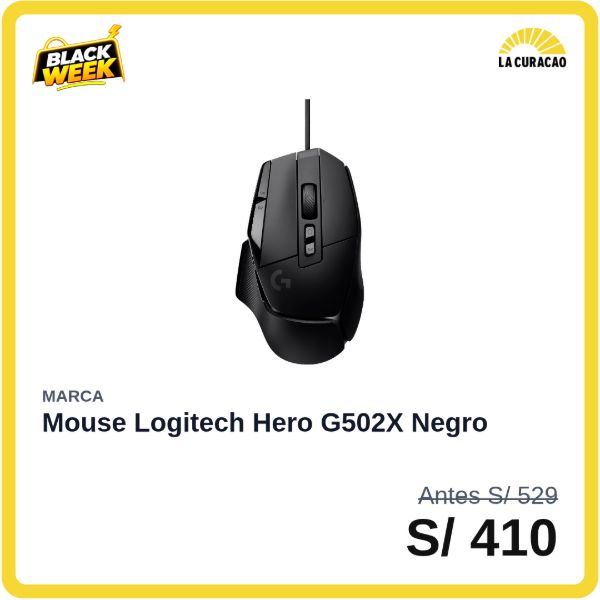 BLACK
WEEK
LA CURACAO
G
MARCA
Mouse Logitech Hero G502X Negro
Antes S/ 529
S/ 410